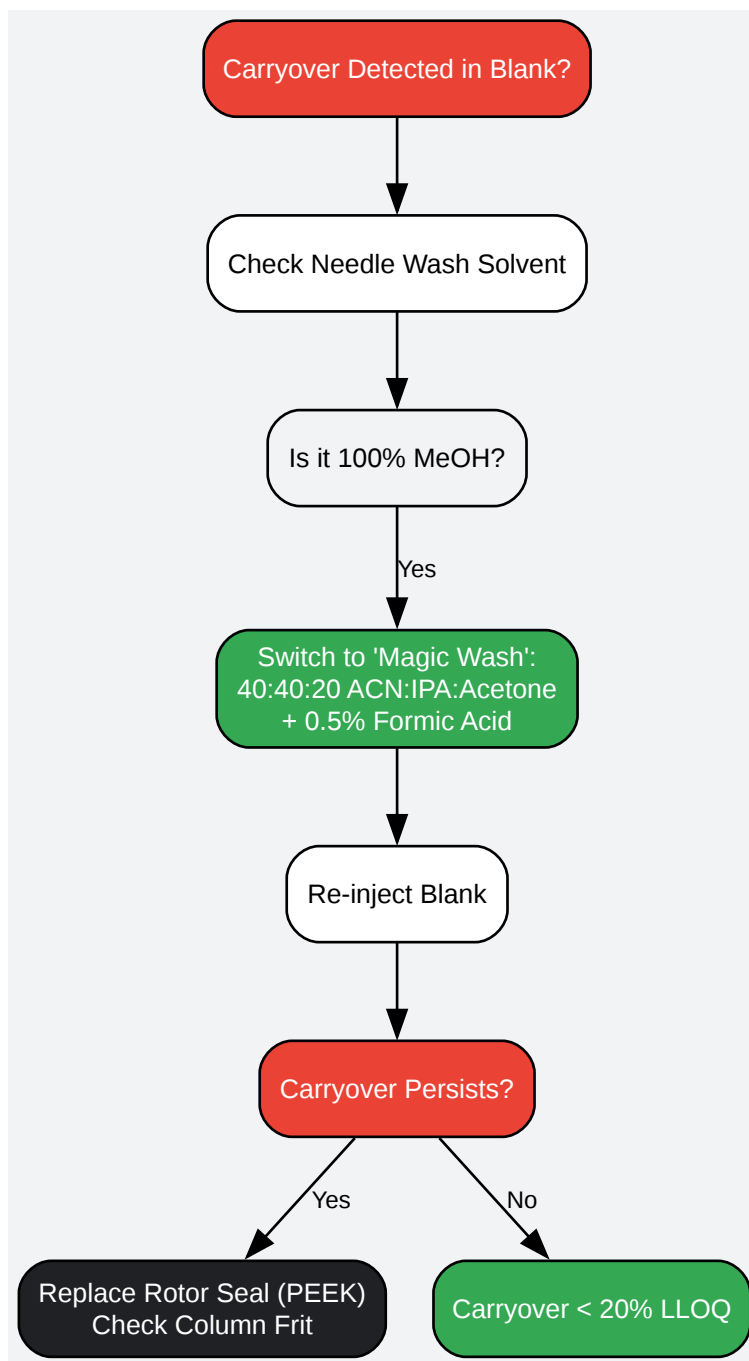 Carryover Detected in Blank?
Check Needle Wash Solvent
Is it 100% MeOH?
Yes
Switch to 'Magic Wash':
40:40:20 ACN:IPA:Acetone
+ 0.5% Formic Acid
Re-inject Blank
Carryover Persists?
Yes
No
Replace Rotor Seal (PEEK)
Check Column Frit
Carryover < 20% LLOQ